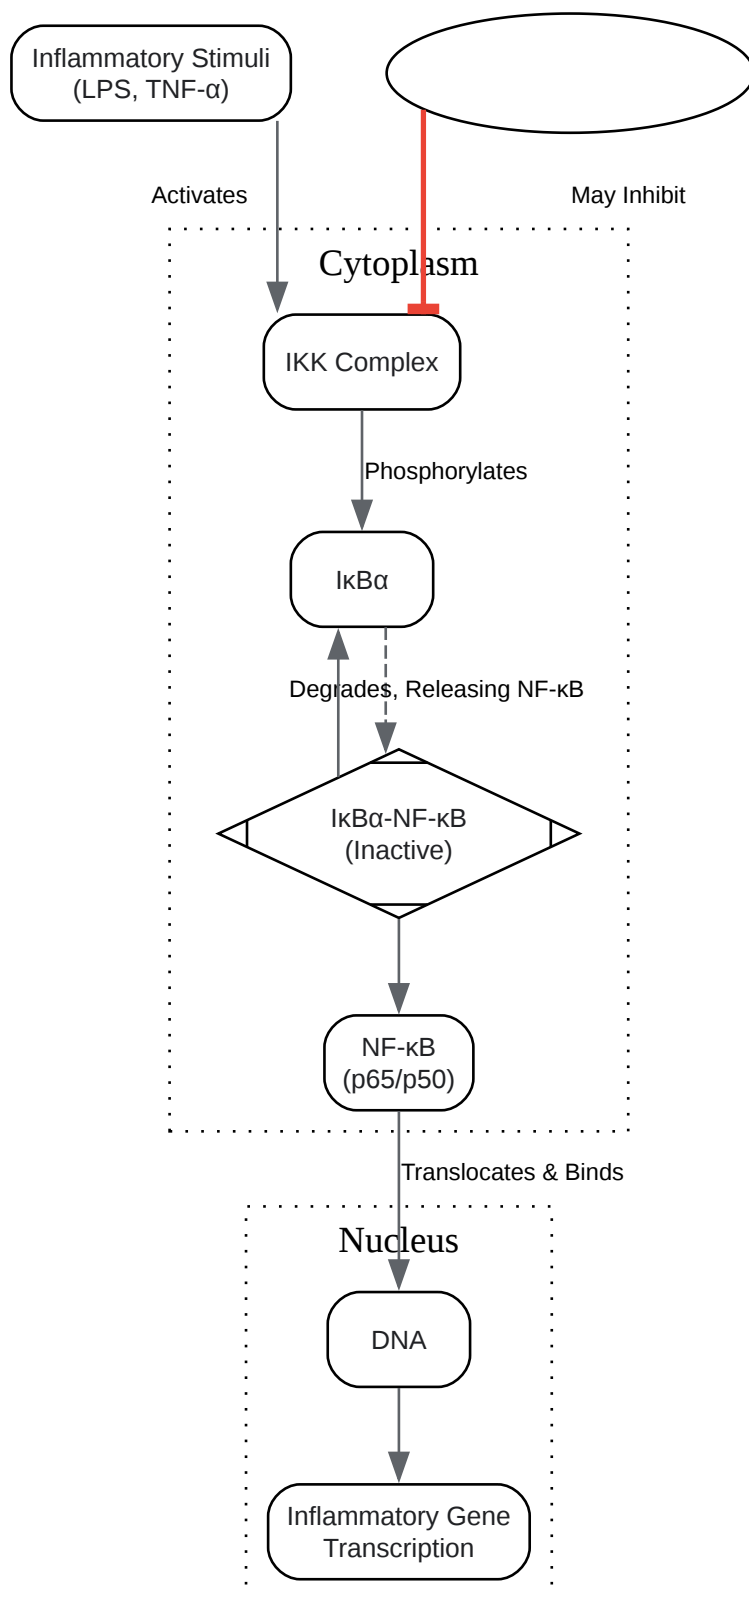 Inflammatory Stimuli
(LPS, TNF-α)
Activates
May Inhibit
Cytoplasm
IKK Complex
Phosphorylates
IκBα
Degrades, Releasing NF-κB
IκBα-NF-κB
(Inactive)
NF-κB
(p65/p50)
Translocates & Binds
Nucleus
DNA
Inflammatory Gene
Transcription